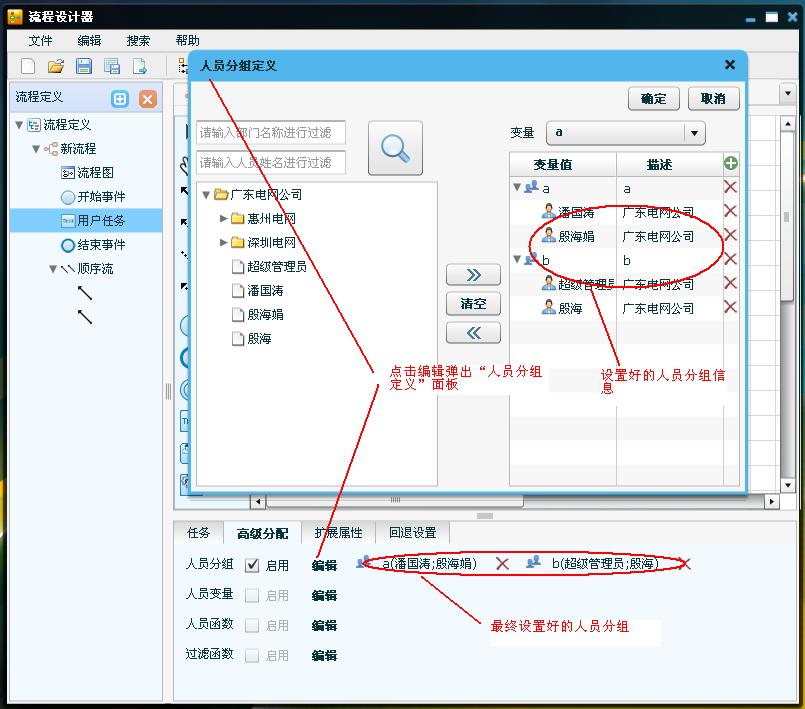 流程设计器
文件 编辑 搜索 帮助
流程定义
流程定义
新流程
流程图
开始事件
用户任务
结束事件
顺序流
人员分组定义
确定 取消
请输入部门名称进行过滤
请输入人员姓名进行过滤
变量 a
广东电网公司
惠州电网
深圳电网
超级管理员
潘国涛
殷海娟
殷海
清空
变量值 描述
a a
潘国涛 广东电网公司
殷海娟 广东电网公司
b b
超级管理员 广东电网公司
殷海 广东电网公司
点击编辑弹出“人员分组
定义”面板
设置好的人员分组信
息
任务 高级分配 扩展属性 回退设置
人员分组 启用 编辑 a(潘国涛;殷海娟) b(超级管理员;殷海)
人员变量 启用 编辑
人员函数 启用 编辑
过滤函数 启用 编辑
最终设置好的人员分组